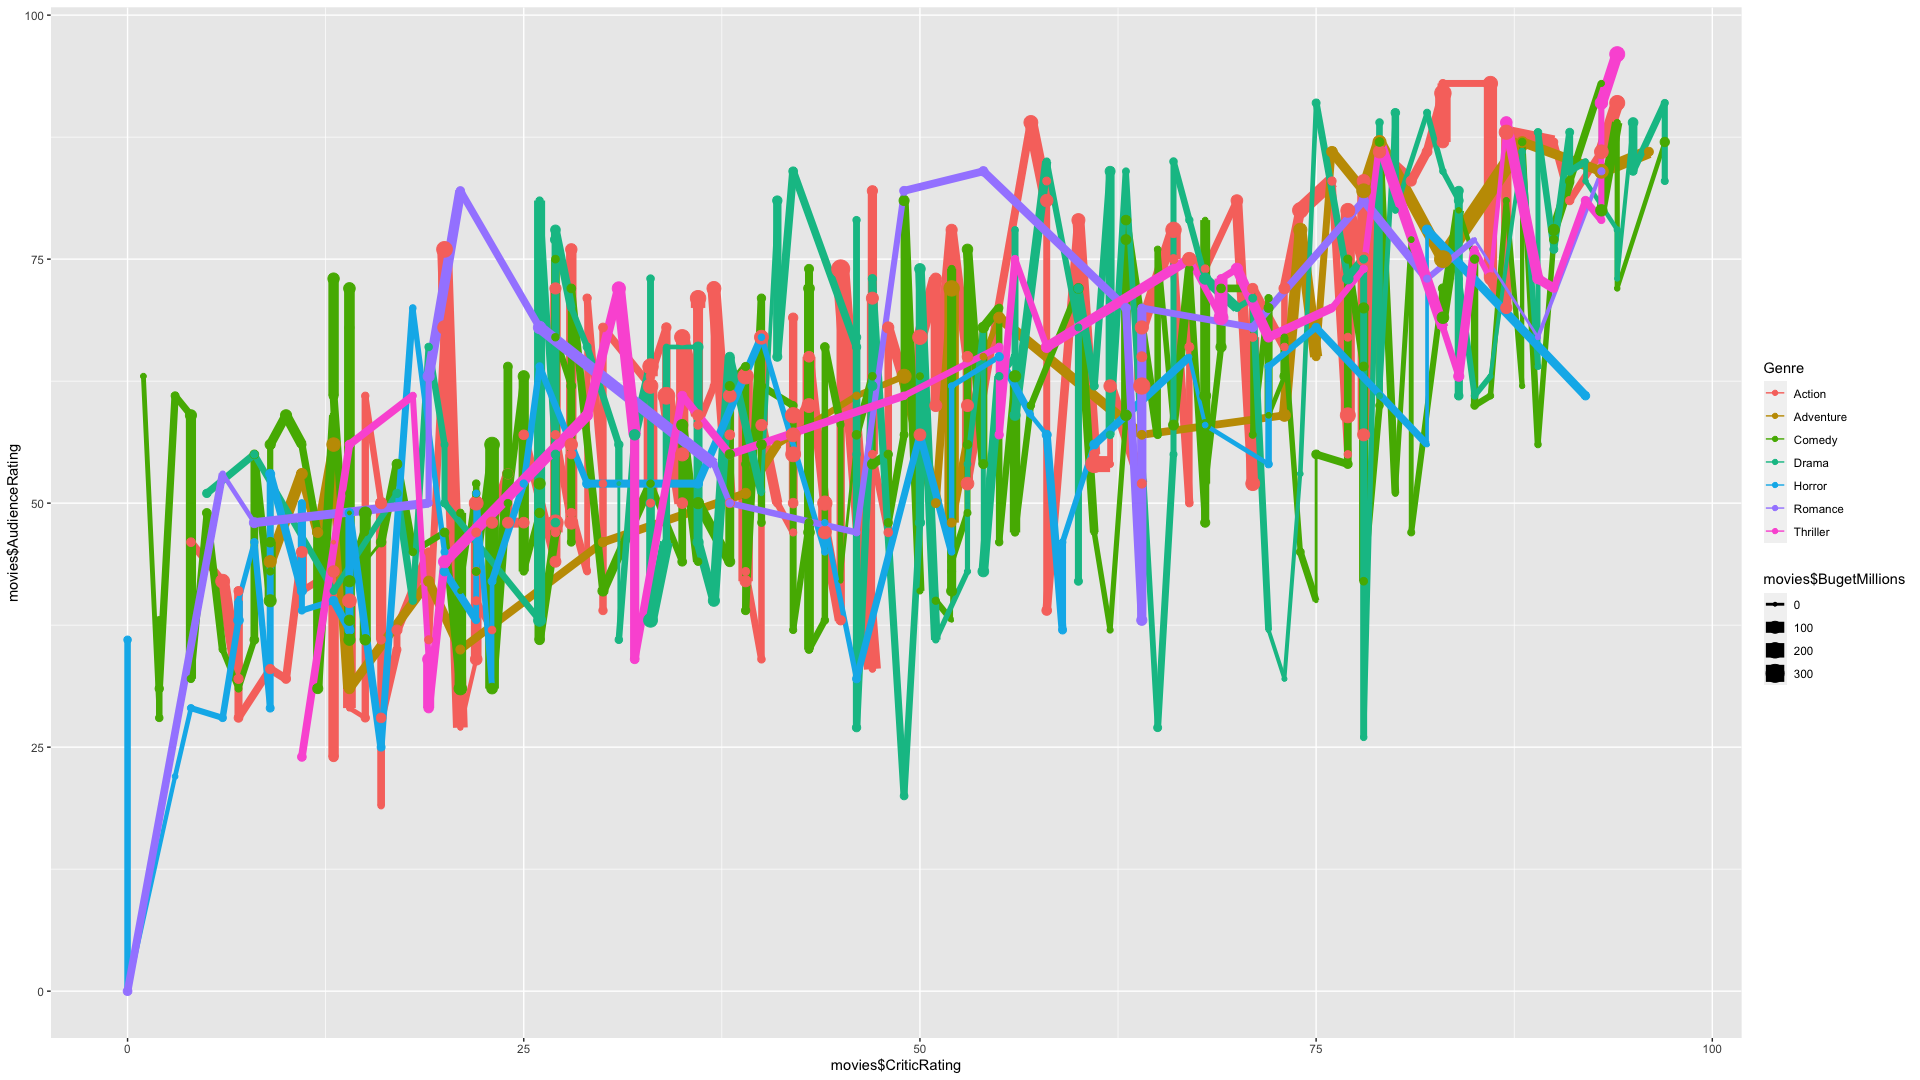 100
75
50
25
0
movies$AudienceRating
0
25
50
75
100
movies$CriticRating
Genre
Action
Adventure
Comedy
Drama
Horror
Romance
Thriller
movies$BugetMillions
0
100
200
300